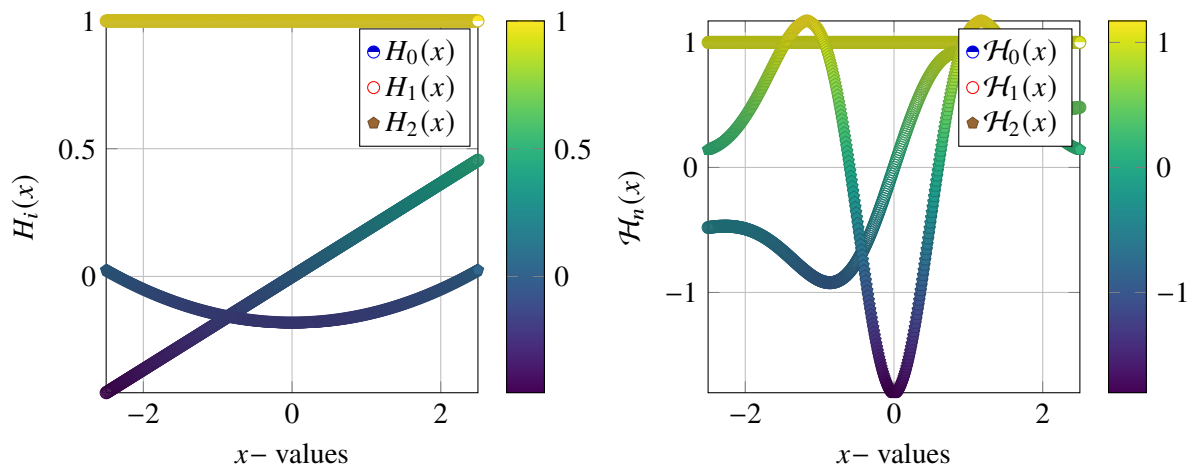 1
0.5
0
−2
0
2
x− values
H_i(x)
H_0(x)
H_1(x)
H_2(x)
1
0.5
0
1
0
−1
−2
0
2
x− values
ℋ_n(x)
ℋ_0(x)
ℋ_1(x)
ℋ_2(x)
1
0
−1